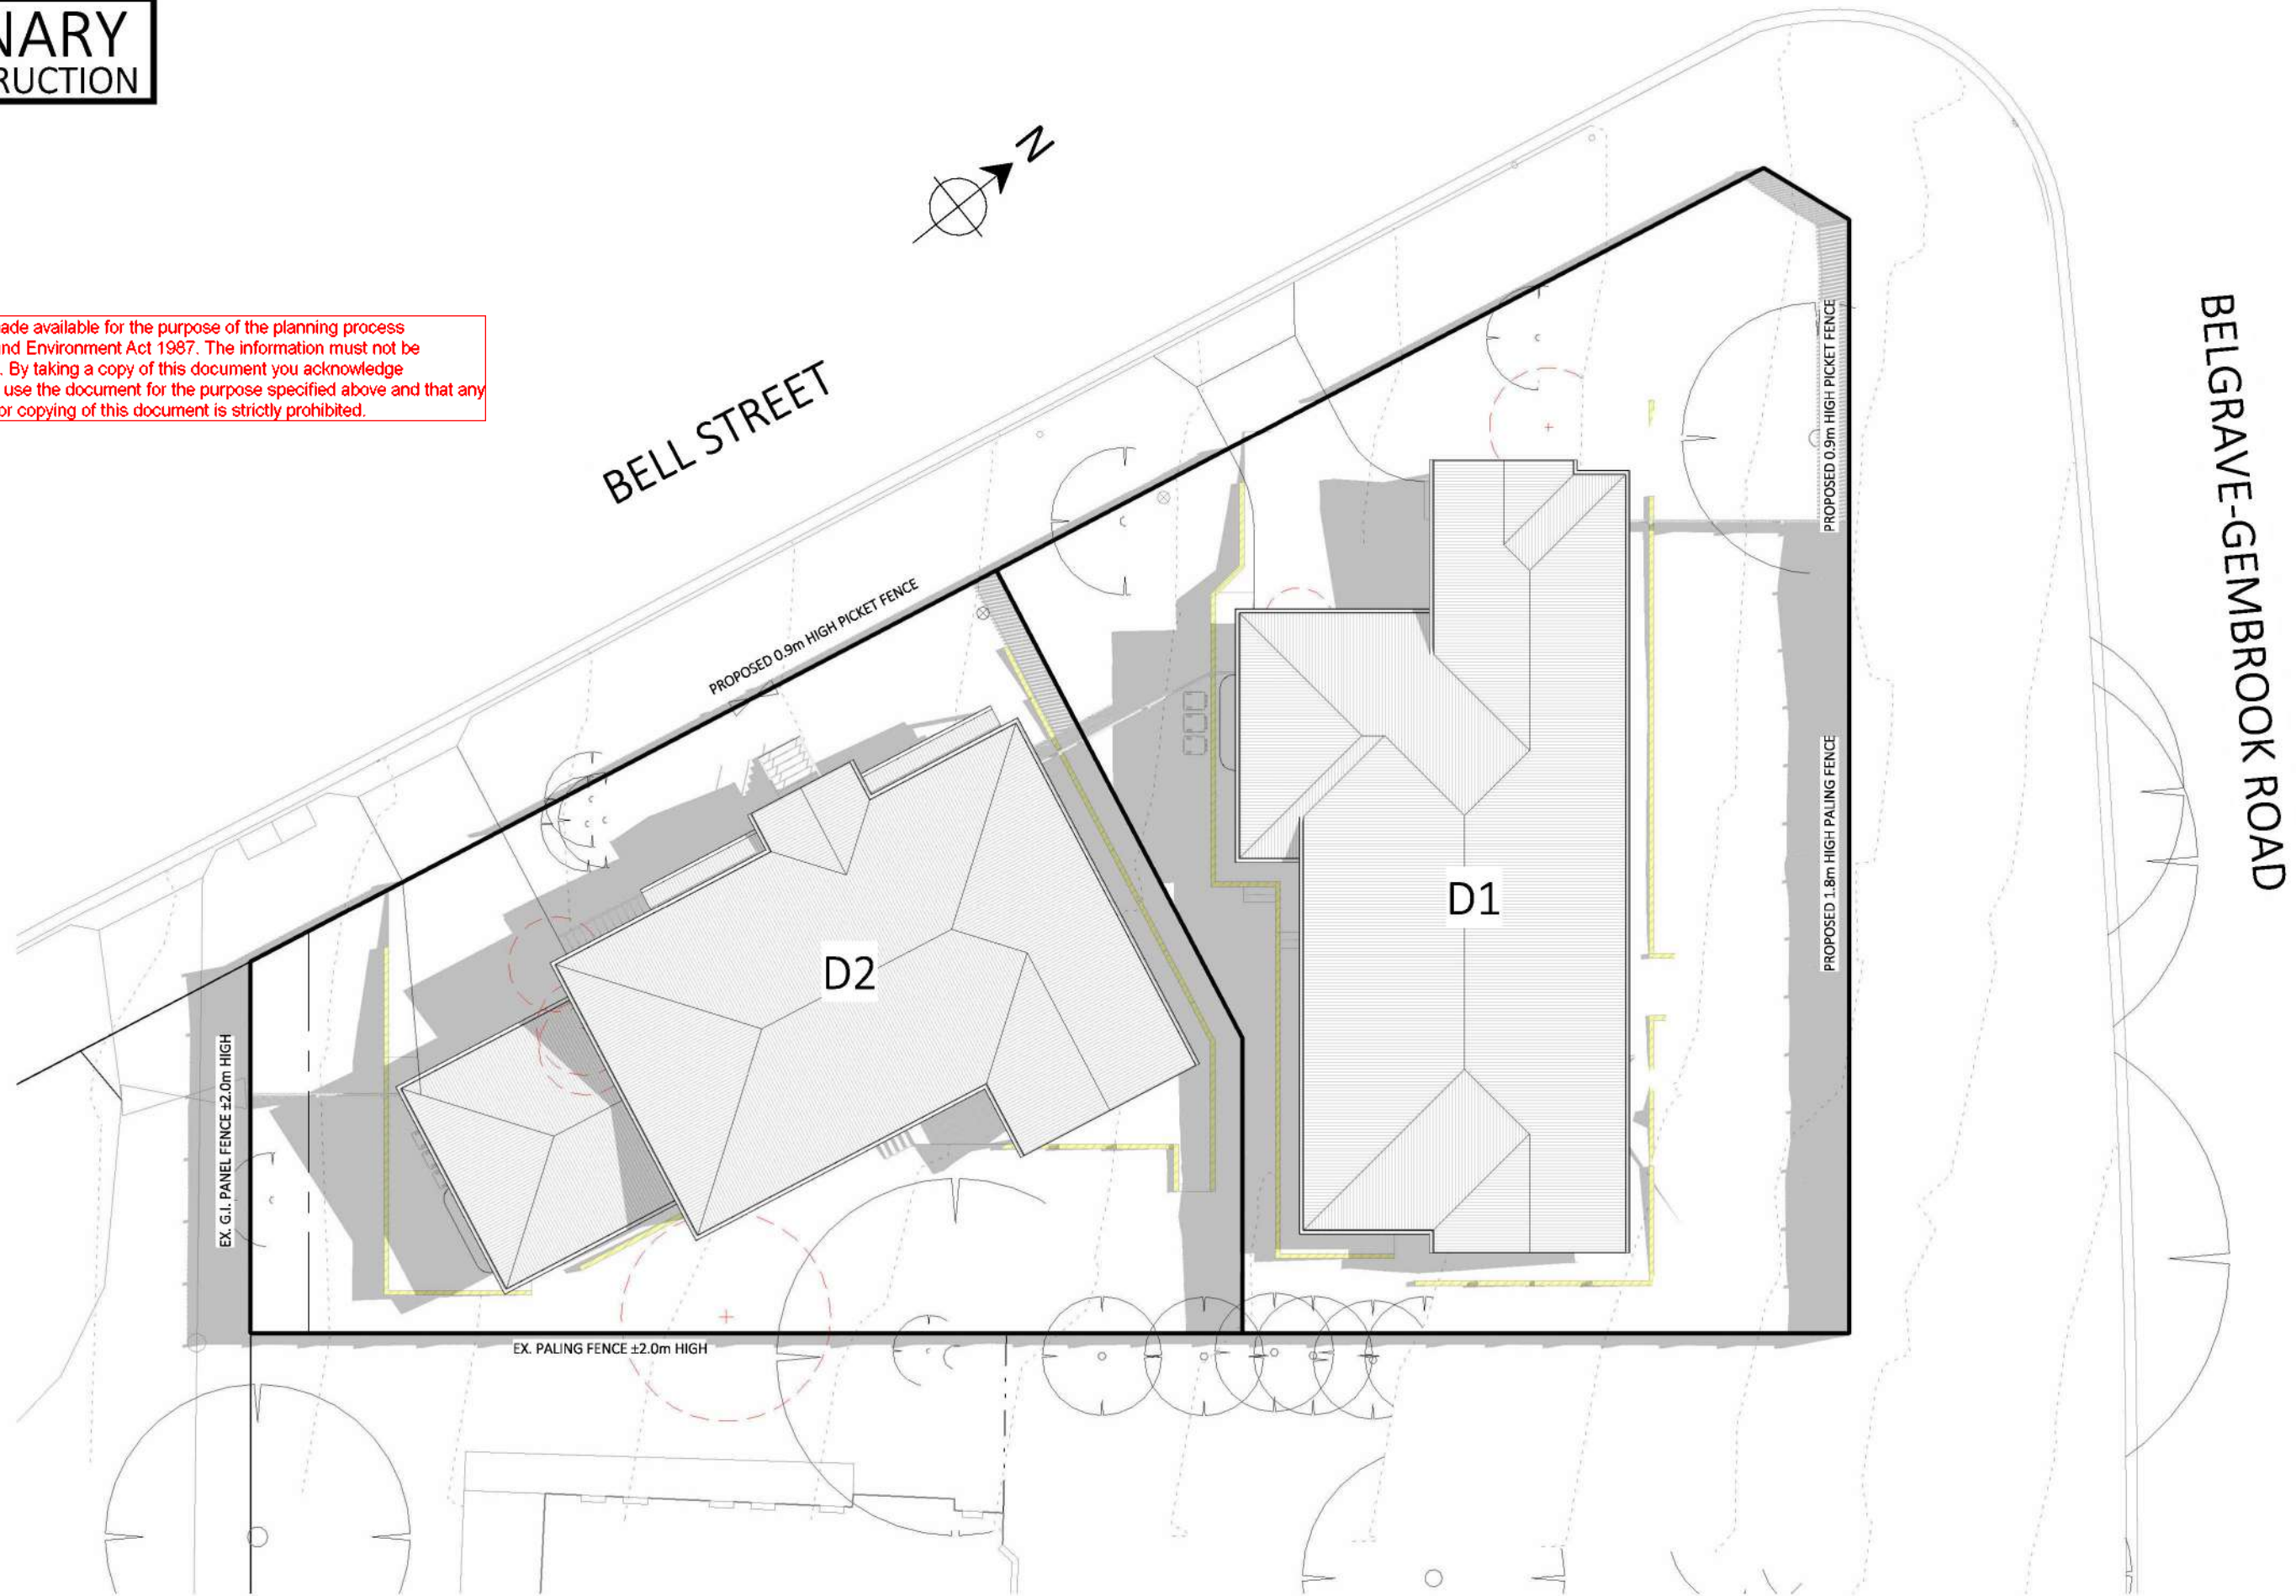 NARY
RUCTION
ade available for the purpose of the planning process
nd Environment Act 1987. The information must not be
. By taking a copy of this document you acknowledge
use the document for the purpose specified above and that any
or copying of this document is strictly prohibited.
N
BELL STREET
BELGRAVE-GEMBROOK ROAD
PROPOSED 0.9m HIGH PICKET FENCE
PROPOSED 0.9m HIGH PICKET FENCE
PROPOSED 1.8m HIGH PALING FENCE
D1
D2
EX. G.I. PANEL FENCE ±2.0m HIGH
EX. PALING FENCE ±2.0m HIGH